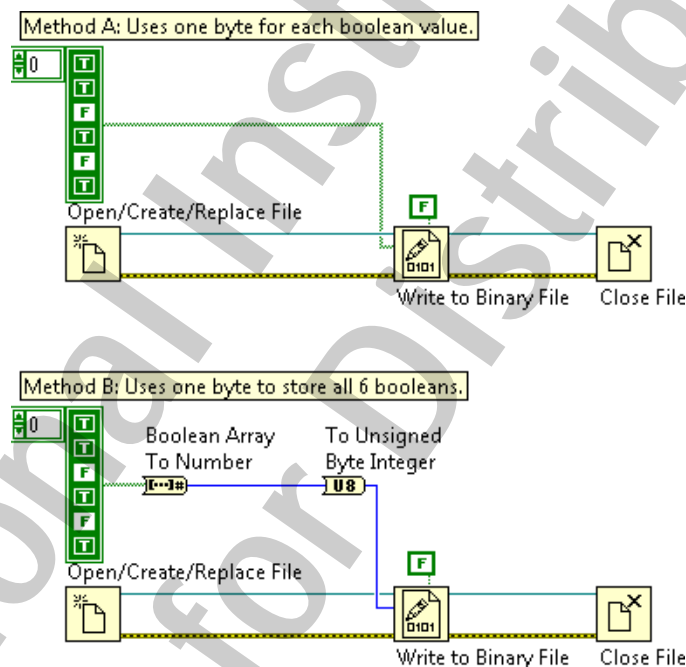 Method A: Uses one byte for each boolean value.
0
T
T
F
T
F
T
Open/Create/Replace File
F
0101
Write to Binary File Close File
Method B: Uses one byte to store all 6 booleans.
0
T
T
F
T
F
T
Boolean Array To Unsigned
To Number Byte Integer
[···]# U8
Open/Create/Replace File
F
0101
Write to Binary File Close File